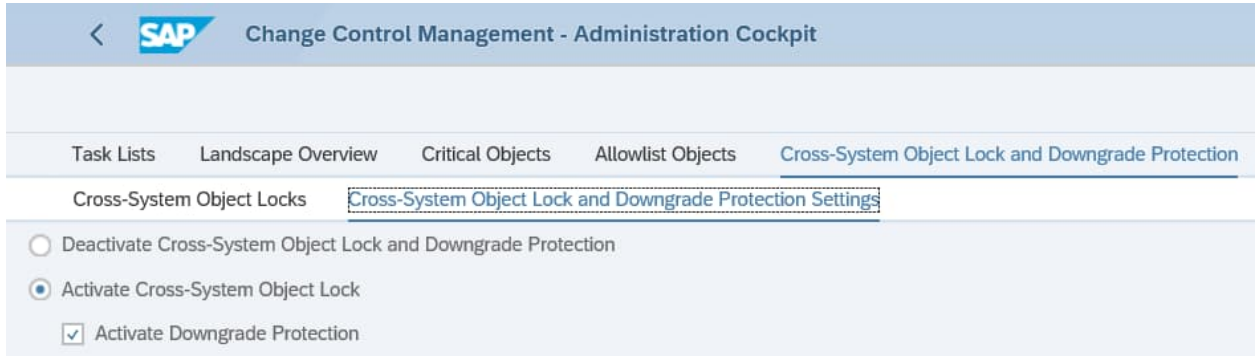 SAP Change Control Management - Administration Cockpit
Task Lists Landscape Overview Critical Objects Allowlist Objects Cross-System Object Lock and Downgrade Protection
Cross-System Object Locks Cross-System Object Lock and Downgrade Protection Settings
Deactivate Cross-System Object Lock and Downgrade Protection
Activate Cross-System Object Lock
Activate Downgrade Protection